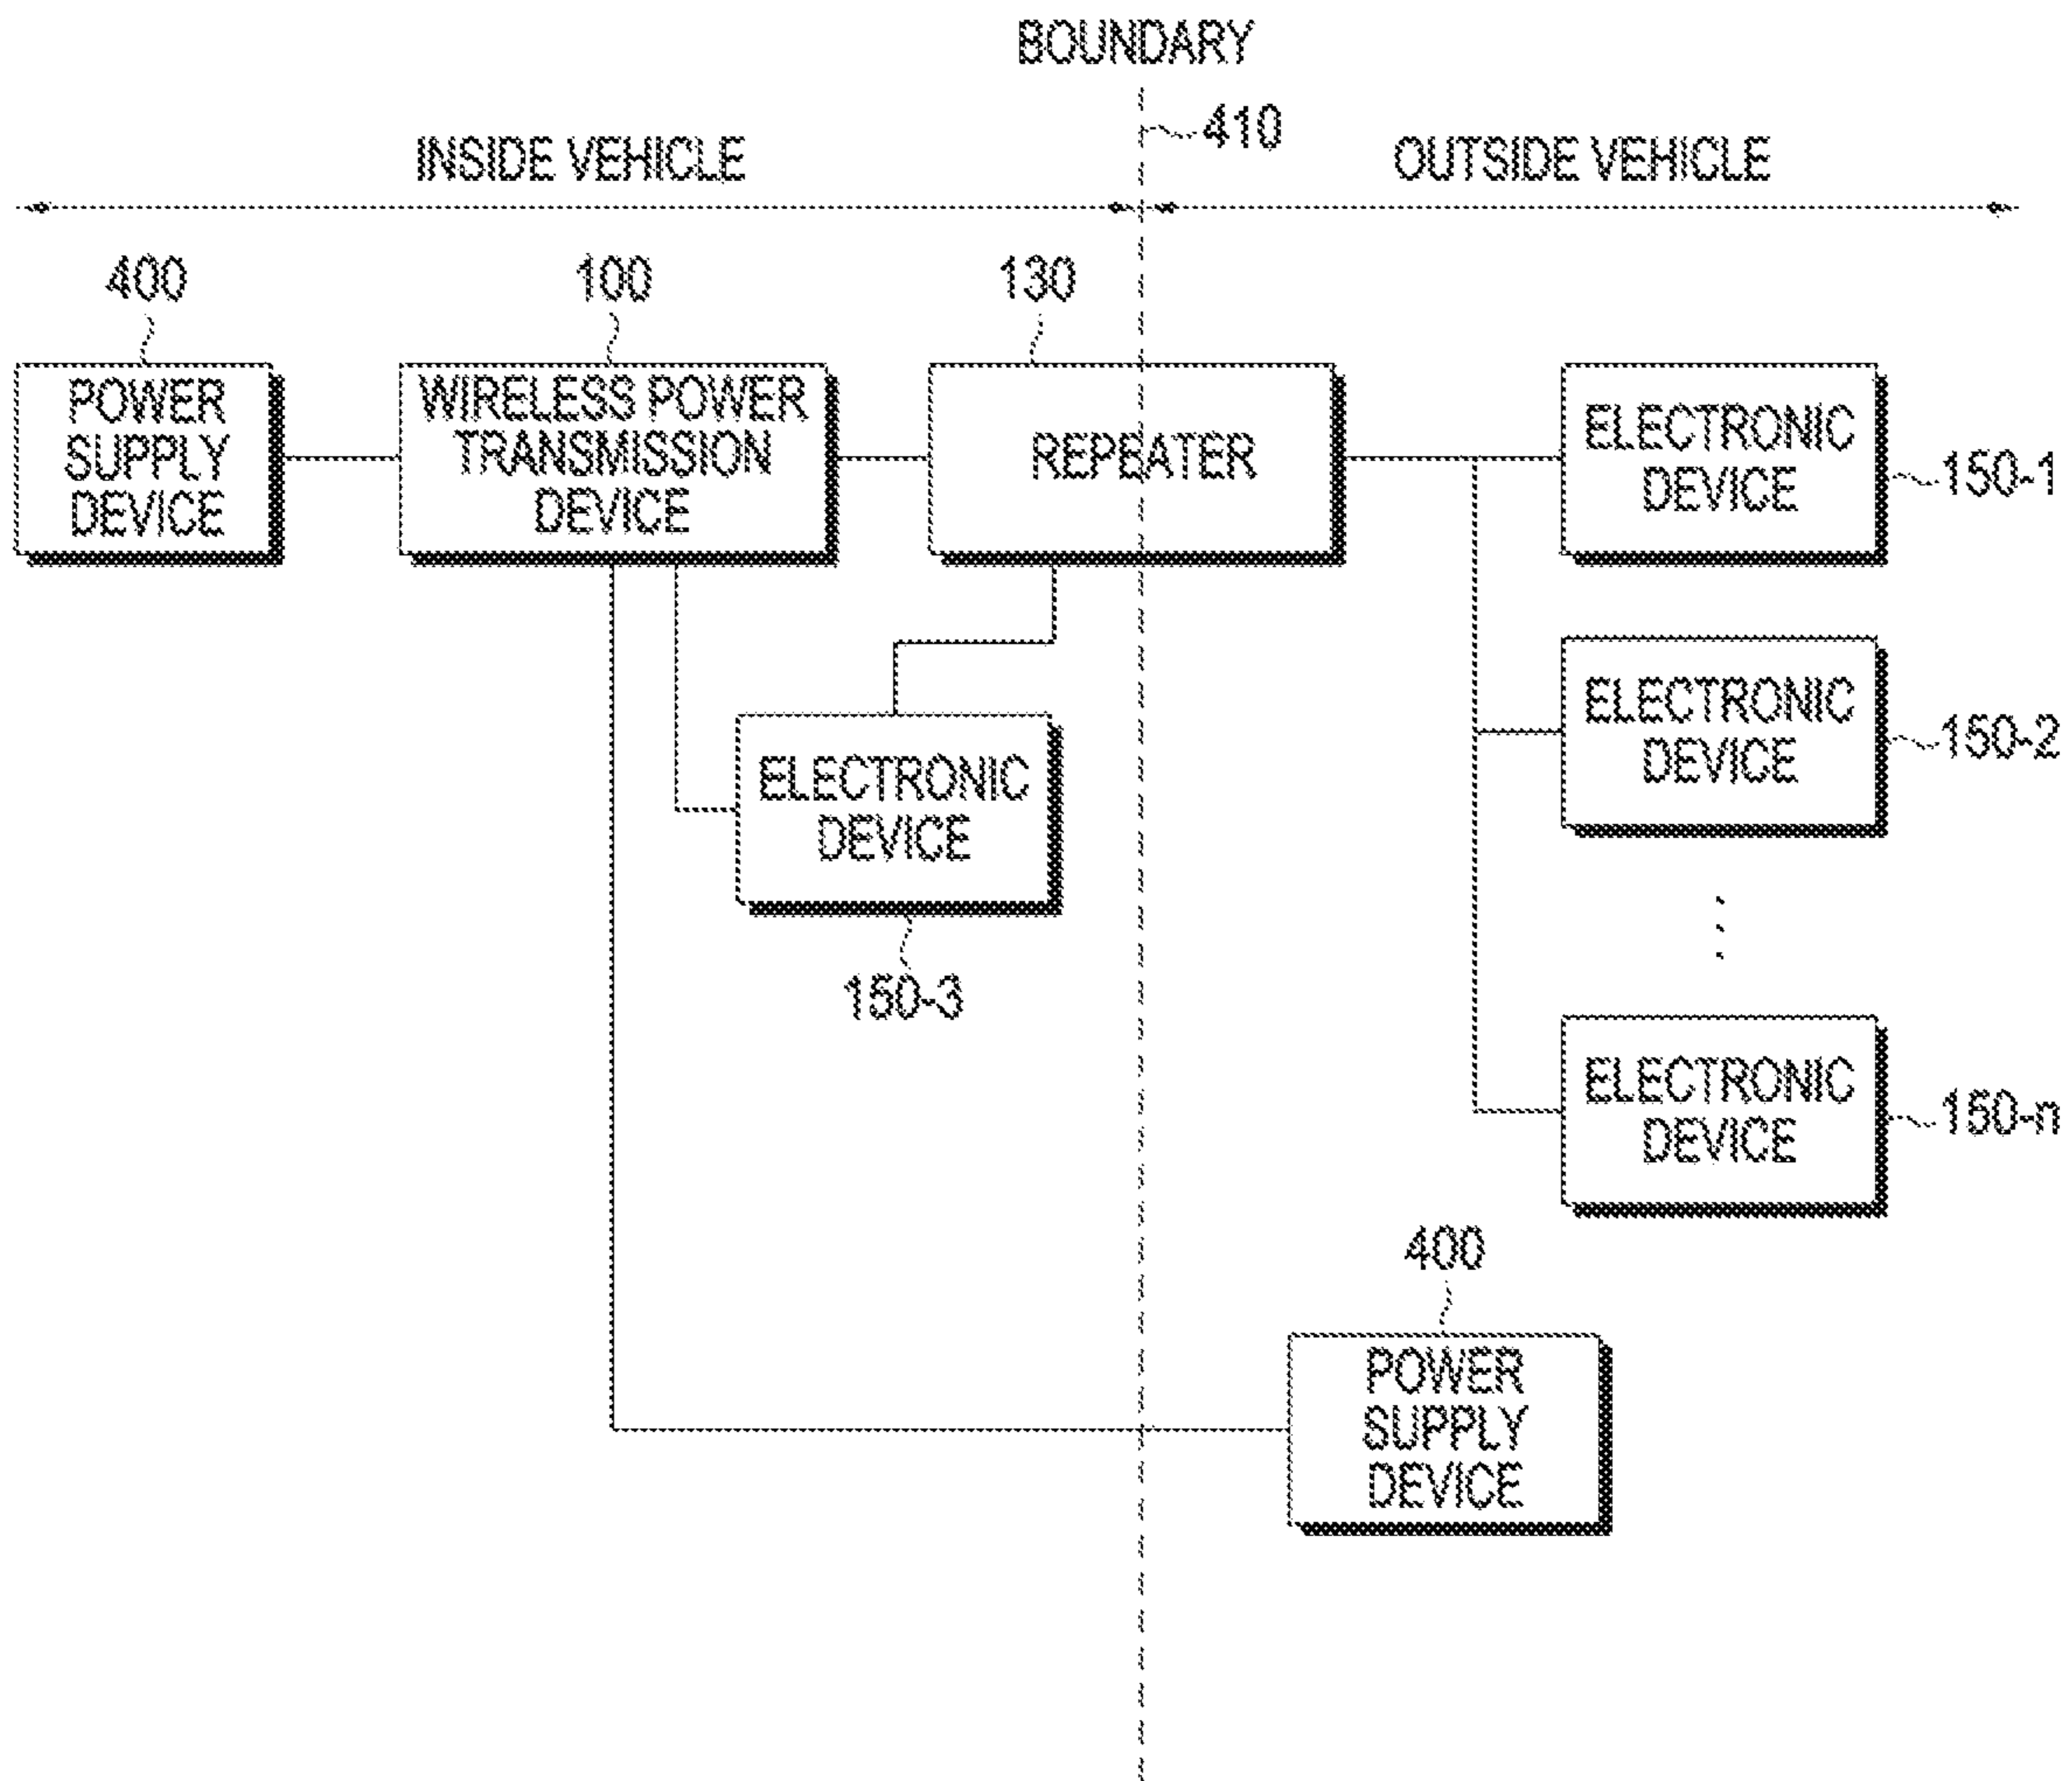 BOUNDARY
410
INSIDE VEHICLE
OUTSIDE VEHICLE
400
100
130
POWER
SUPPLY
DEVICE
WIRELESS POWER
TRANSMISSION
DEVICE
REPEATER
ELECTRONIC
DEVICE
150-1
ELECTRONIC
DEVICE
150-2
ELECTRONIC
DEVICE
150-3
ELECTRONIC
DEVICE
150-n
400
POWER
SUPPLY
DEVICE